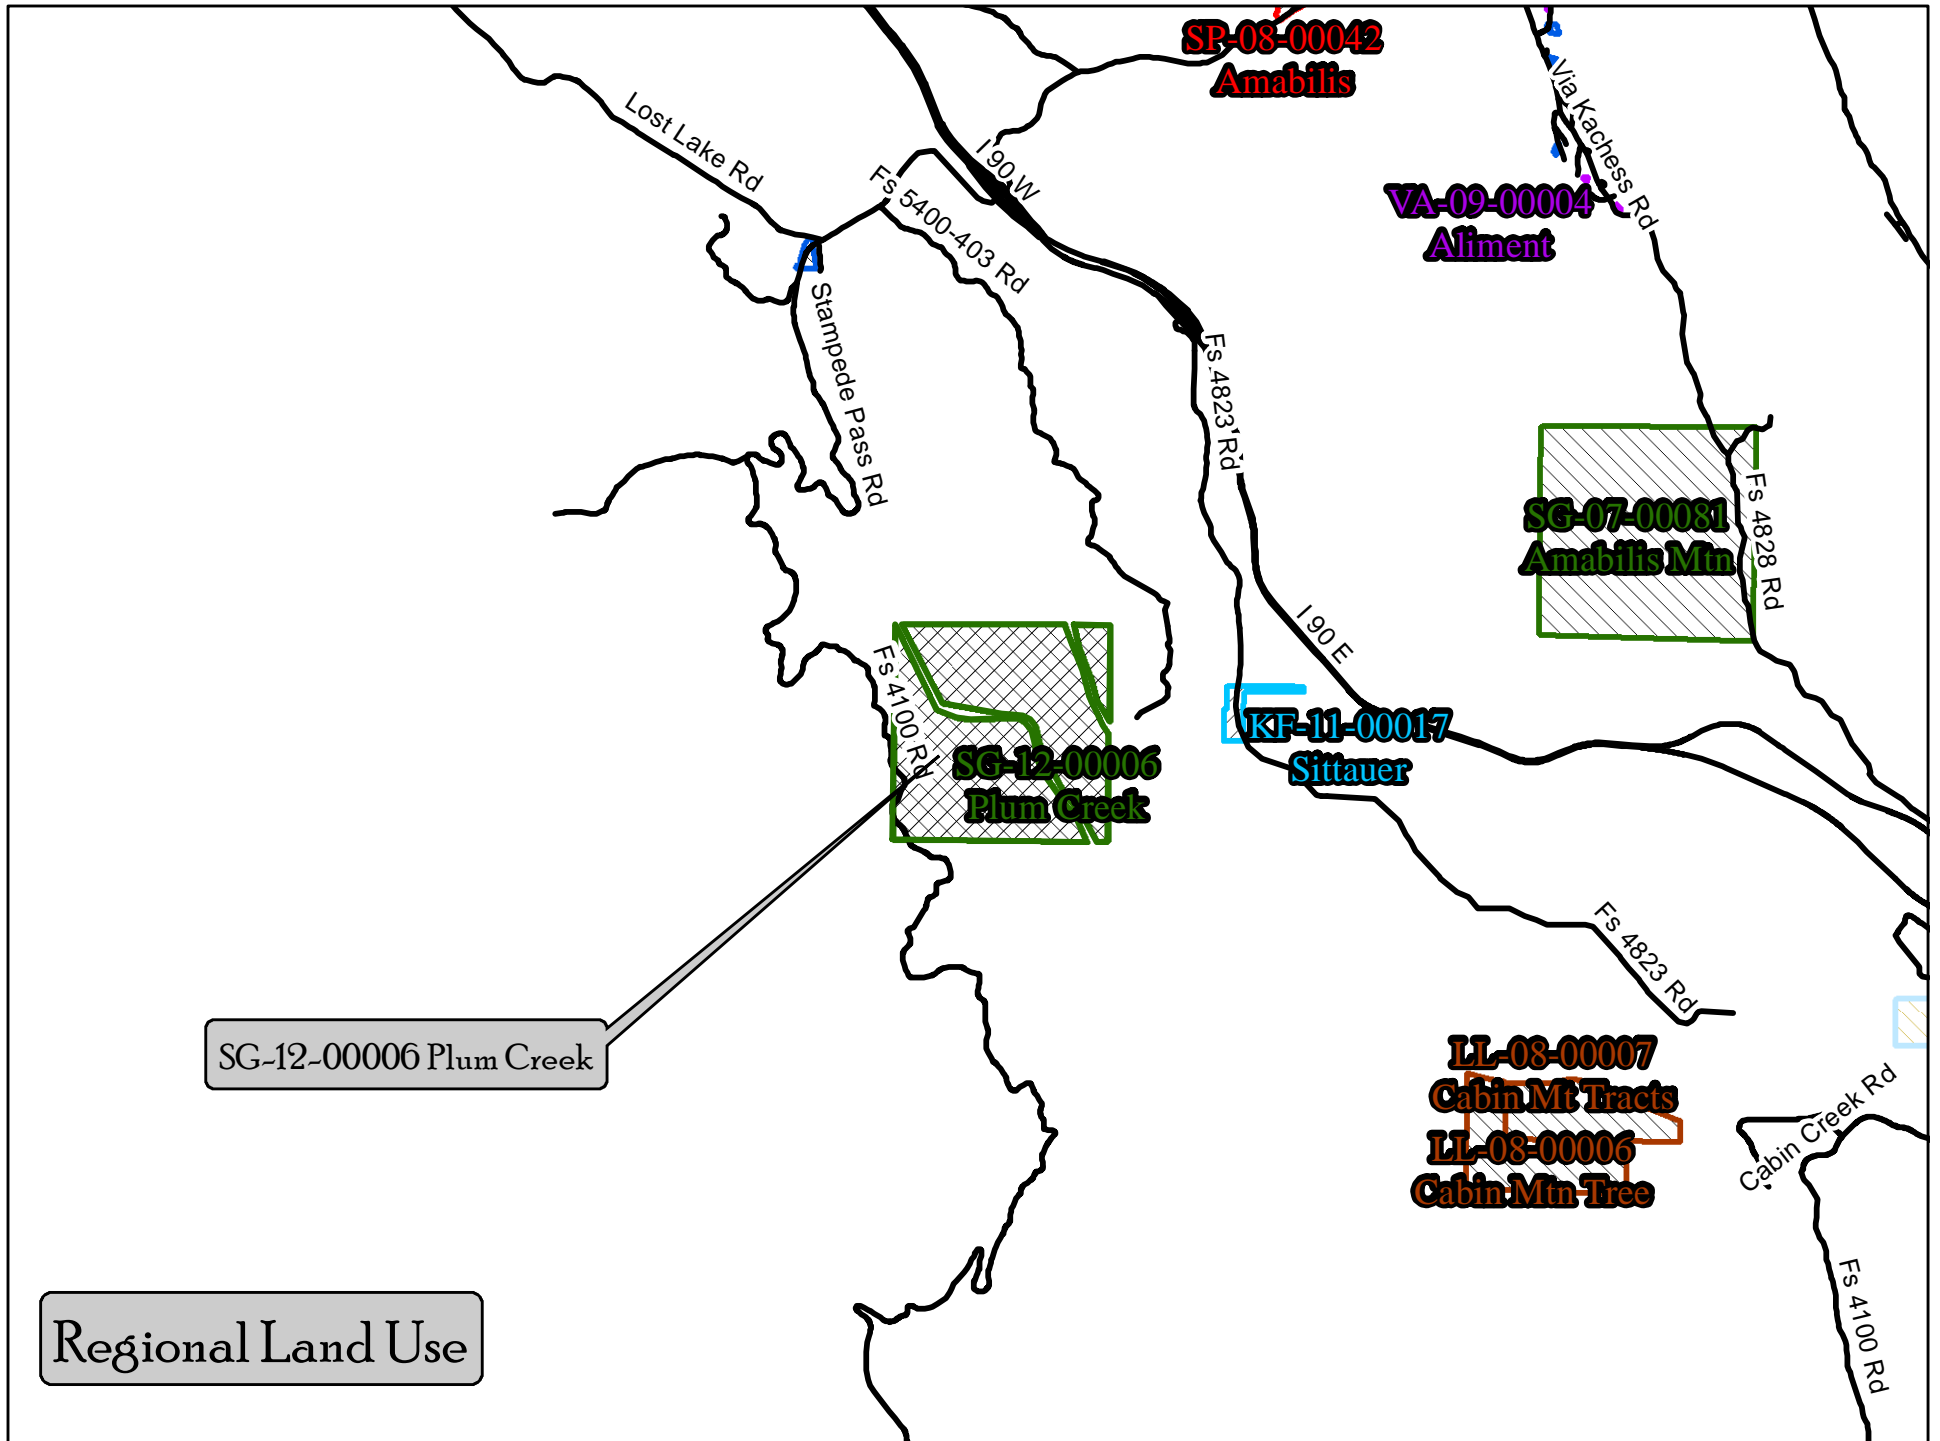 SP-08-00042
Amabilis
Via Kachess Rd
Lost Lake Rd
I 90 W
Fs 5400-403 Rd
VA-09-00004
Aliment
Stampede Pass Rd
Fs 4823 Rd
SG-07-00081
Amabilis Mtn
Fs 4828 Rd
I 90 E
Fs 4100 Rd
SG-12-00006
Plum Creek
KF-11-00017
Sittauer
Fs 4823 Rd
SG-12-00006 Plum Creek
LL-08-00007
Cabin Mt Tracts
LL-08-00006
Cabin Mtn Tree
Cabin Creek Rd
Fs 4100 Rd
Regional Land Use